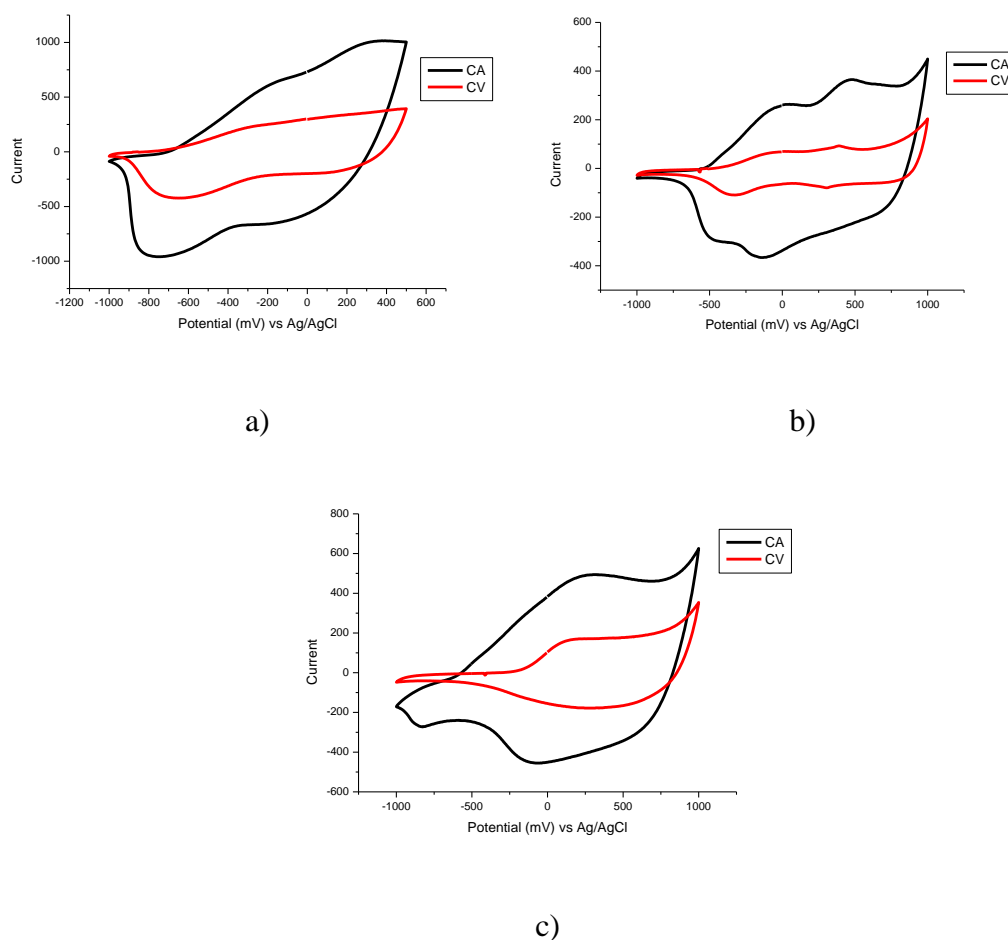 1000
500
0
-500
-1000
Current
-1200 -1000 -800 -600 -400 -200 0 200 400 600
Potential (mV) vs Ag/AgCl
CA
CV
a)
600
400
200
0
-200
-400
Current
-1000 -500 0 500 1000
Potential (mV) vs Ag/AgCl
CA
CV
b)
800
600
400
200
0
-200
-400
-600
Current
-1000 -500 0 500 1000
Potential (mV) vs Ag/AgCl
CA
CV
c)